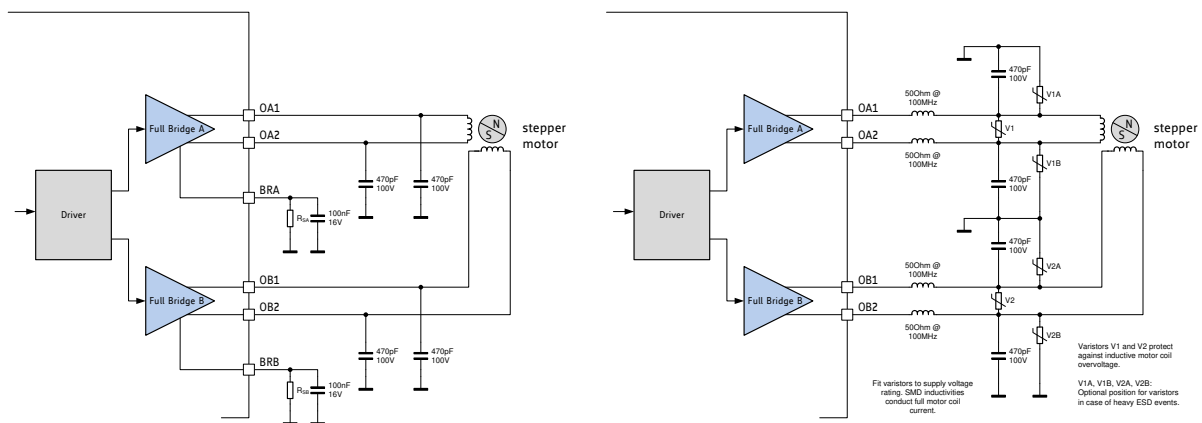 OA1
Full Bridge A
OA2
N
S
stepper
motor
470pF
100V
470pF
100V
BRA
Driver
RSA
100nF
16V
OB1
Full Bridge B
OB2
470pF
100V
470pF
100V
BRB
RSB
100nF
16V
470pF
100V
V1A
50Ohm @
100MHz
OA1
Full Bridge A
V1
N
S
OA2
stepper
motor
50Ohm @
100MHz
V1B
470pF
100V
Driver
470pF
100V
50Ohm @
100MHz
V2A
OB1
Full Bridge B
V2
OB2
50Ohm @
100MHz
V2B
470pF
100V
Varistors V1 and V2 protect
against inductive motor coil
overvoltage.
V1A, V1B, V2A, V2B:
Optional position for varistors
in case of heavy ESD events.
Fit varistors to supply voltage
rating. SMD inductivities
conduct full motor coil
current.